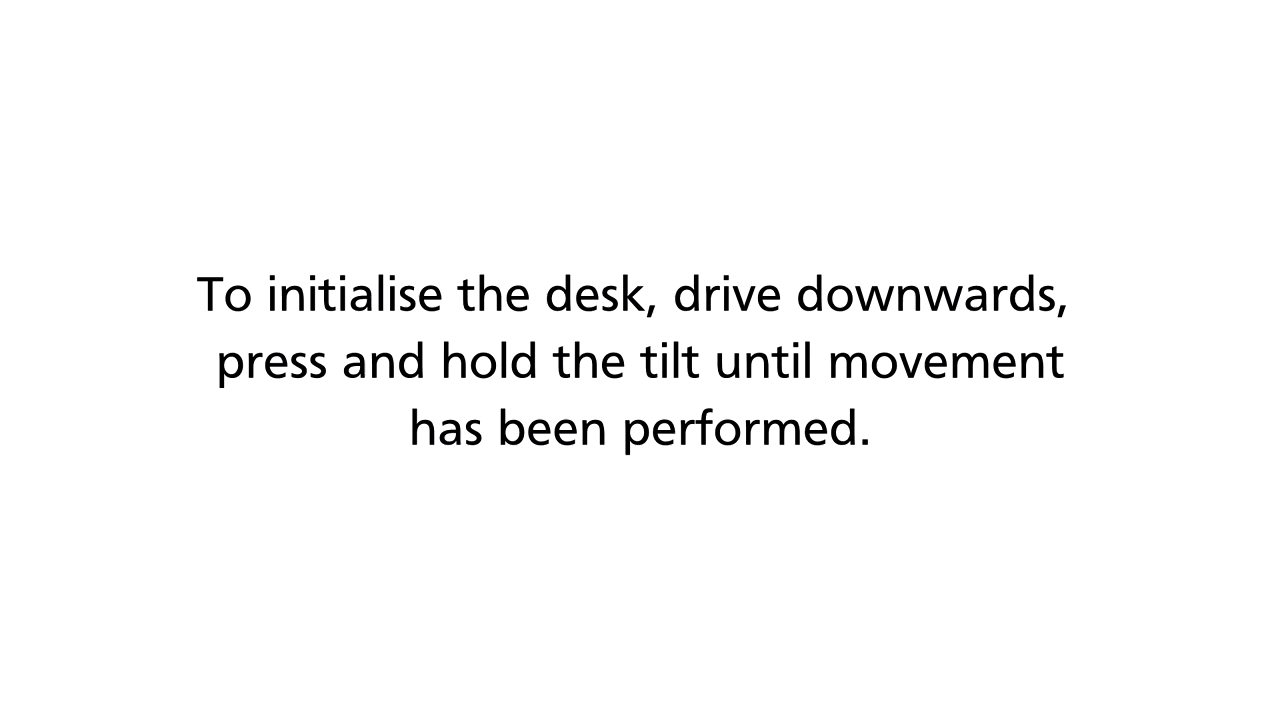 To initialise the desk, drive downwards,
press and hold the tilt until movement
has been performed.